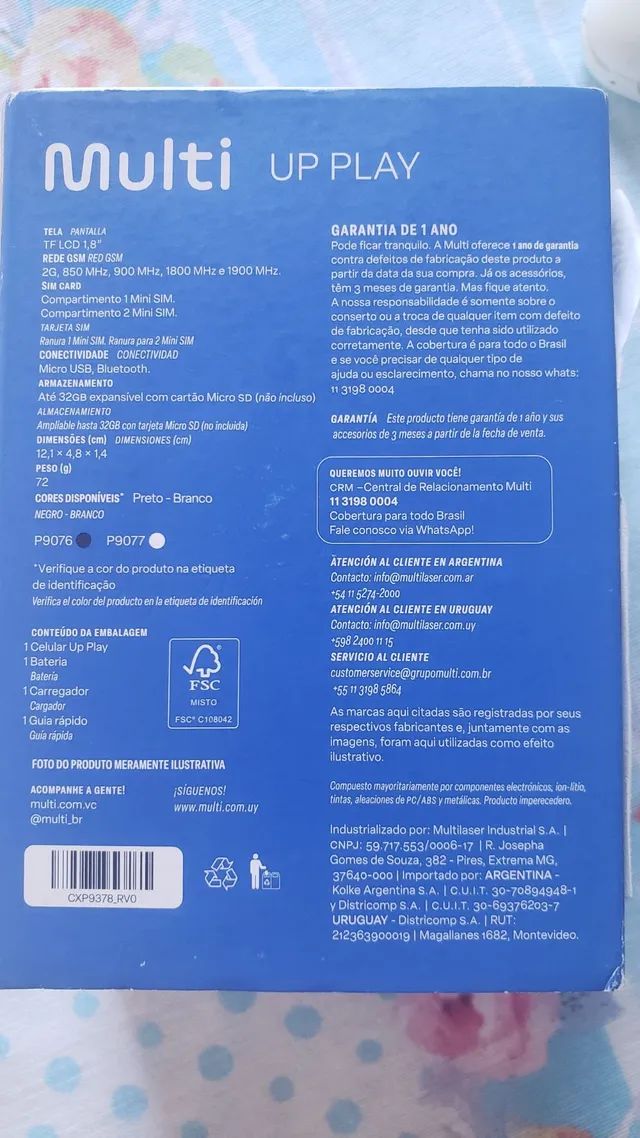 Multi UP PLAY
TELA PANTALLA
TF LCD 1,8"
REDE GSM RED GSM
2G, 850 MHz, 900 MHz, 1800 MHz e 1900 MHz.
SIM CARD
Compartimento 1 Mini SIM.
Compartimento 2 Mini SIM.
TARJETA SIM
Ranura 1 Mini SIM. Ranura para 2 Mini SIM
CONECTIVIDADE CONECTIVIDAD
Micro USB, Bluetooth.
ARMAZENAMENTO
Até 32GB expansível com cartão Micro SD (não incluso)
ALMACENAMIENTO
Ampliable hasta 32GB con tarjeta Micro SD (no incluida)
DIMENSÕES (cm) DIMENSIONES (cm)
12,1 × 4,8 × 1,4
PESO (g)
72
CORES DISPONÍVEIS* Preto - Branco
NEGRO - BRANCO
P9076 P9077
*Verifique a cor do produto na etiqueta
de identificação
Verifica el color del producto en la etiqueta de identificación
CONTEÚDO DA EMBALAGEM
1 Celular Up Play
1 Bateria
Batería
1 Carregador
Cargador
1 Guia rápido
Guía rápida
FSC
MISTO
FSC® C108042
FOTO DO PRODUTO MERAMENTE ILUSTRATIVA
ACOMPANHE A GENTE!
multi.com.vc
@multi_br
¡SÍGUENOS!
www.multi.com.uy
CXP9378_RV0
GARANTIA DE 1 ANO
Pode ficar tranquilo. A Multi oferece 1 ano de garantia
contra defeitos de fabricação deste produto a
partir da data da sua compra. Já os acessórios,
têm 3 meses de garantia. Mas fique atento.
A nossa responsabilidade é somente sobre o
conserto ou a troca de qualquer item com defeito
de fabricação, desde que tenha sido utilizado
corretamente. A cobertura é para todo o Brasil
e se você precisar de qualquer tipo de
ajuda ou esclarecimento, chama no nosso whats:
11 3198 0004
GARANTÍA Este producto tiene garantía de 1 año y sus
accesorios de 3 meses a partir de la fecha de venta.
QUEREMOS MUITO OUVIR VOCÊ!
CRM –Central de Relacionamento Multi
11 3198 0004
Cobertura para todo Brasil
Fale conosco via WhatsApp!
ATENCIÓN AL CLIENTE EN ARGENTINA
Contacto: info@multilaser.com.ar
+54 11 5274-2000
ATENCIÓN AL CLIENTE EN URUGUAY
Contacto: info@multilaser.com.uy
+598 2400 11 15
SERVICIO AL CLIENTE
customerservice@grupomulti.com.br
+55 11 3198 5864
As marcas aqui citadas são registradas por seus
respectivos fabricantes e, juntamente com as
imagens, foram aqui utilizadas como efeito
ilustrativo.
Compuesto mayoritariamente por componentes electrónicos, ion-lítio,
tintas, aleaciones de PC/ABS y metálicas. Producto imperecedero.
Industrializado por: Multilaser Industrial S.A. |
CNPJ: 59.717.553/0006-17 | R. Josepha
Gomes de Souza, 382 - Pires, Extrema MG,
37640-000 | Importado por: ARGENTINA -
Kolke Argentina S.A. | C.U.I.T. 30-70894948-1
y Districomp S.A. | C.U.I.T. 30-69376203-7
URUGUAY - Districomp S.A. | RUT:
212363900019 | Magallanes 1682, Montevideo.